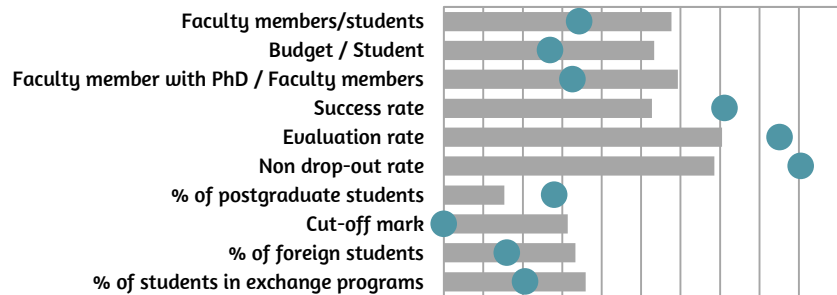 Faculty members/students
Budget / Student
Faculty member with PhD / Faculty members
Success rate
Evaluation rate
Non drop-out rate
% of postgraduate students
Cut-off mark
% of foreign students
% of students in exchange programs